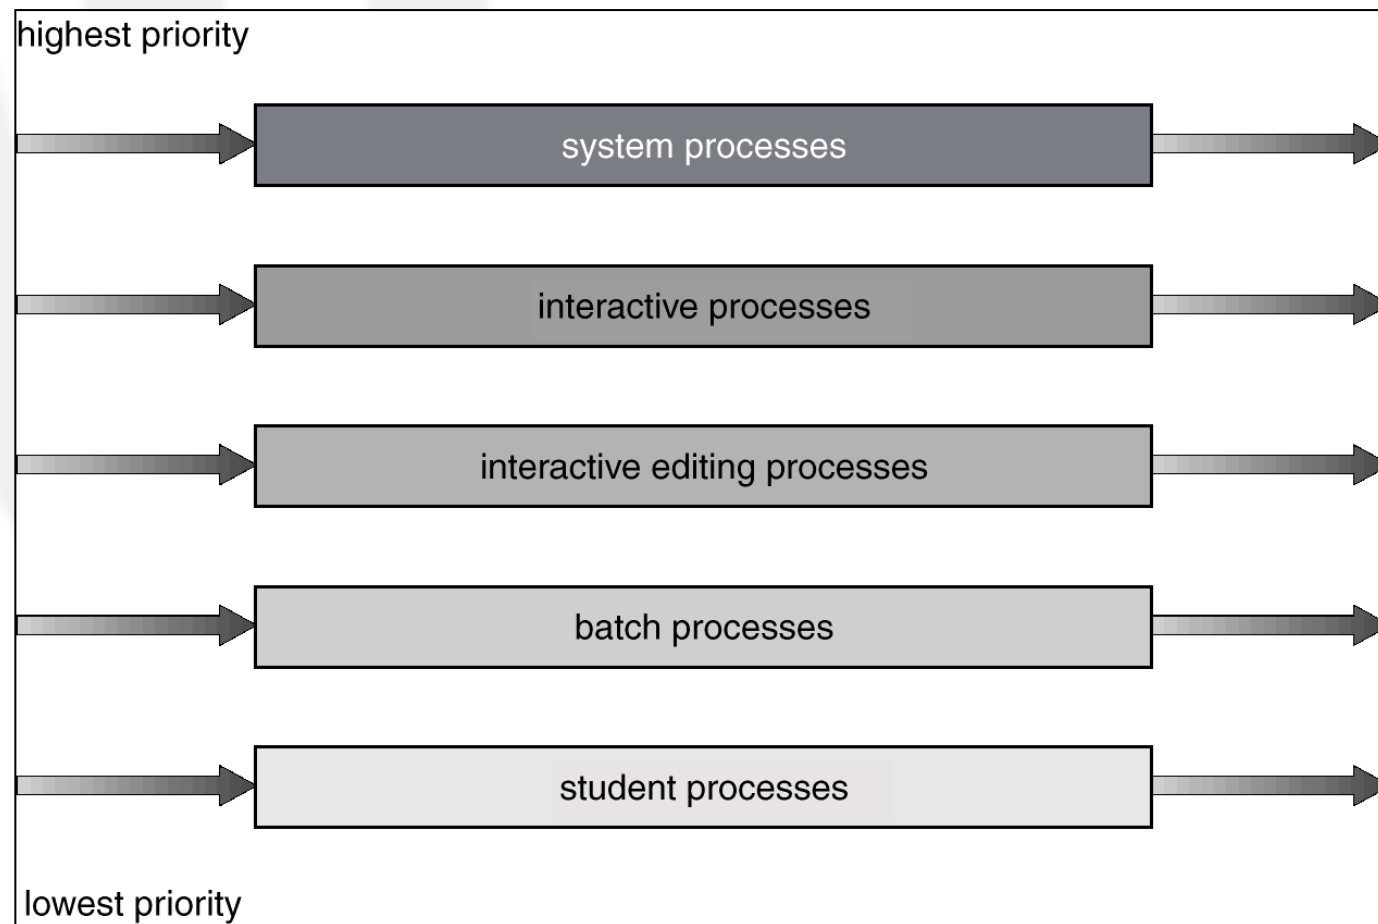 highest priority
system processes
interactive processes
interactive editing processes
batch processes
student processes
lowest priority